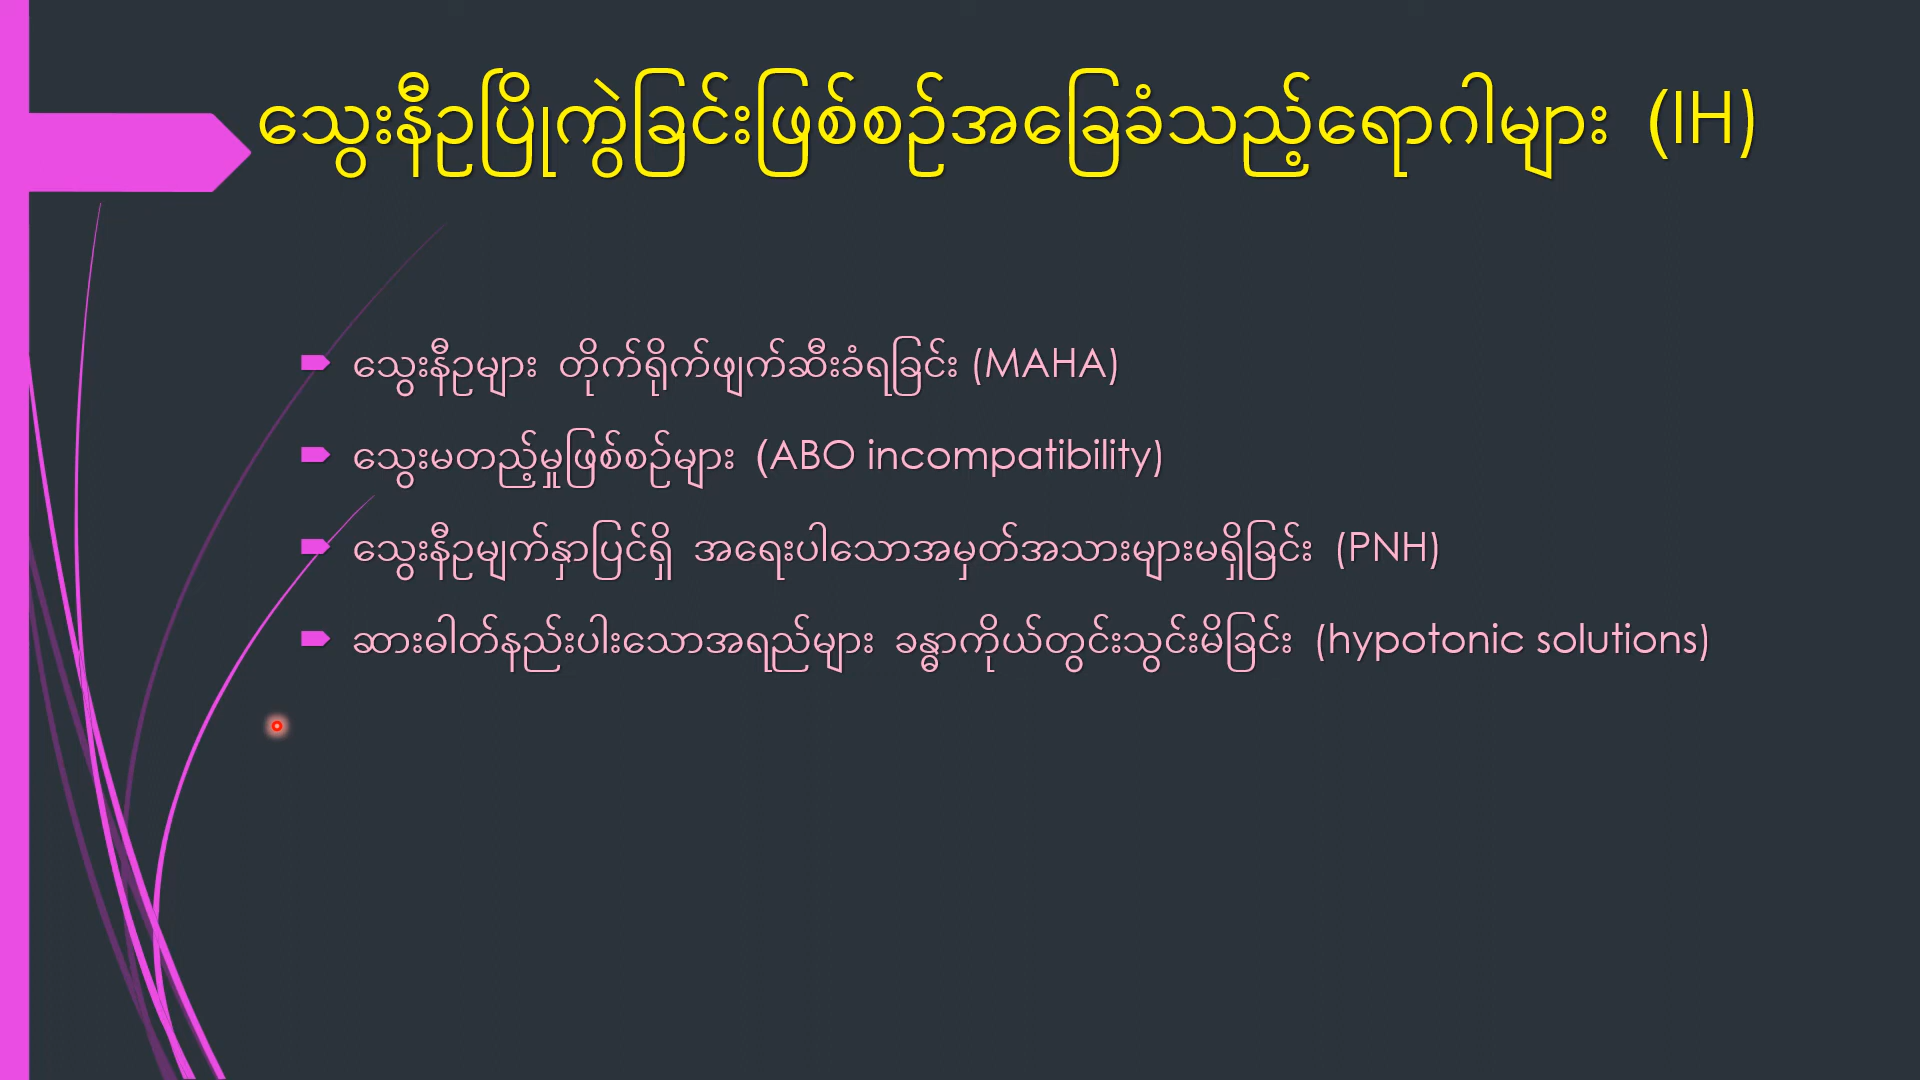 သွေးနီဥပြိုကွဲခြင်းဖြစ်စဉ်အခြေခံသည့်ရောဂါများ (IH)
သွေးနီဥများ တိုက်ရိုက်ဖျက်ဆီးခံရခြင်း (MAHA)
သွေးမတည့်မှုဖြစ်စဉ်များ (ABO incompatibility)
သွေးနီဥမျက်နှာပြင်ရှိ အရေးပါသောအမှတ်အသားများမရှိခြင်း (PNH)
ဆားဓါတ်နည်းပါးသောအရည်များ ခန္ဓာကိုယ်တွင်းသွင်းမိခြင်း (hypotonic solutions)